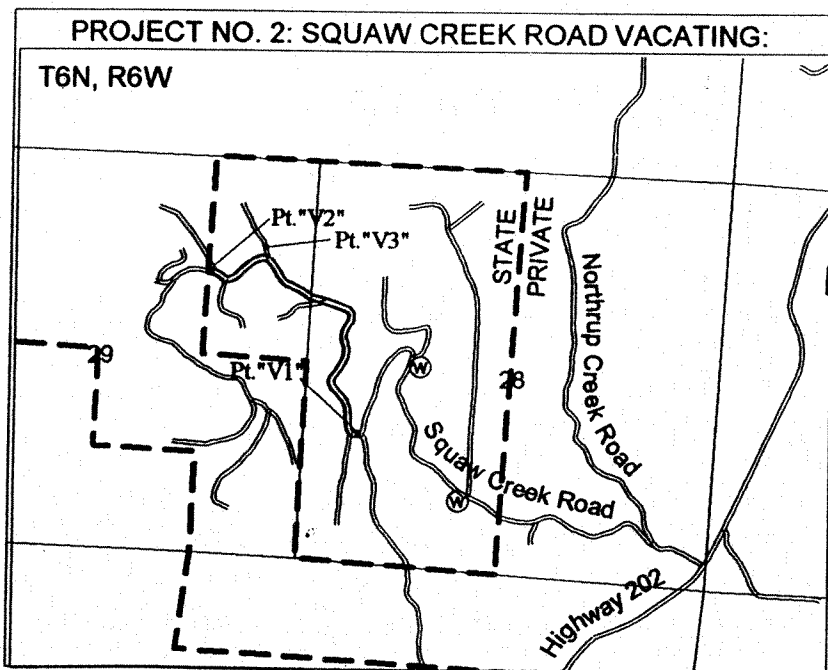 PROJECT NO. 2: SQUAW CREEK ROAD VACATING:
T6N, R6W
Pt."V2"
Pt."V3"
STATE
PRIVATE
Northrup Creek Road
29
Pt."V1"
W
28
Squaw Creek Road
W
Highway 202